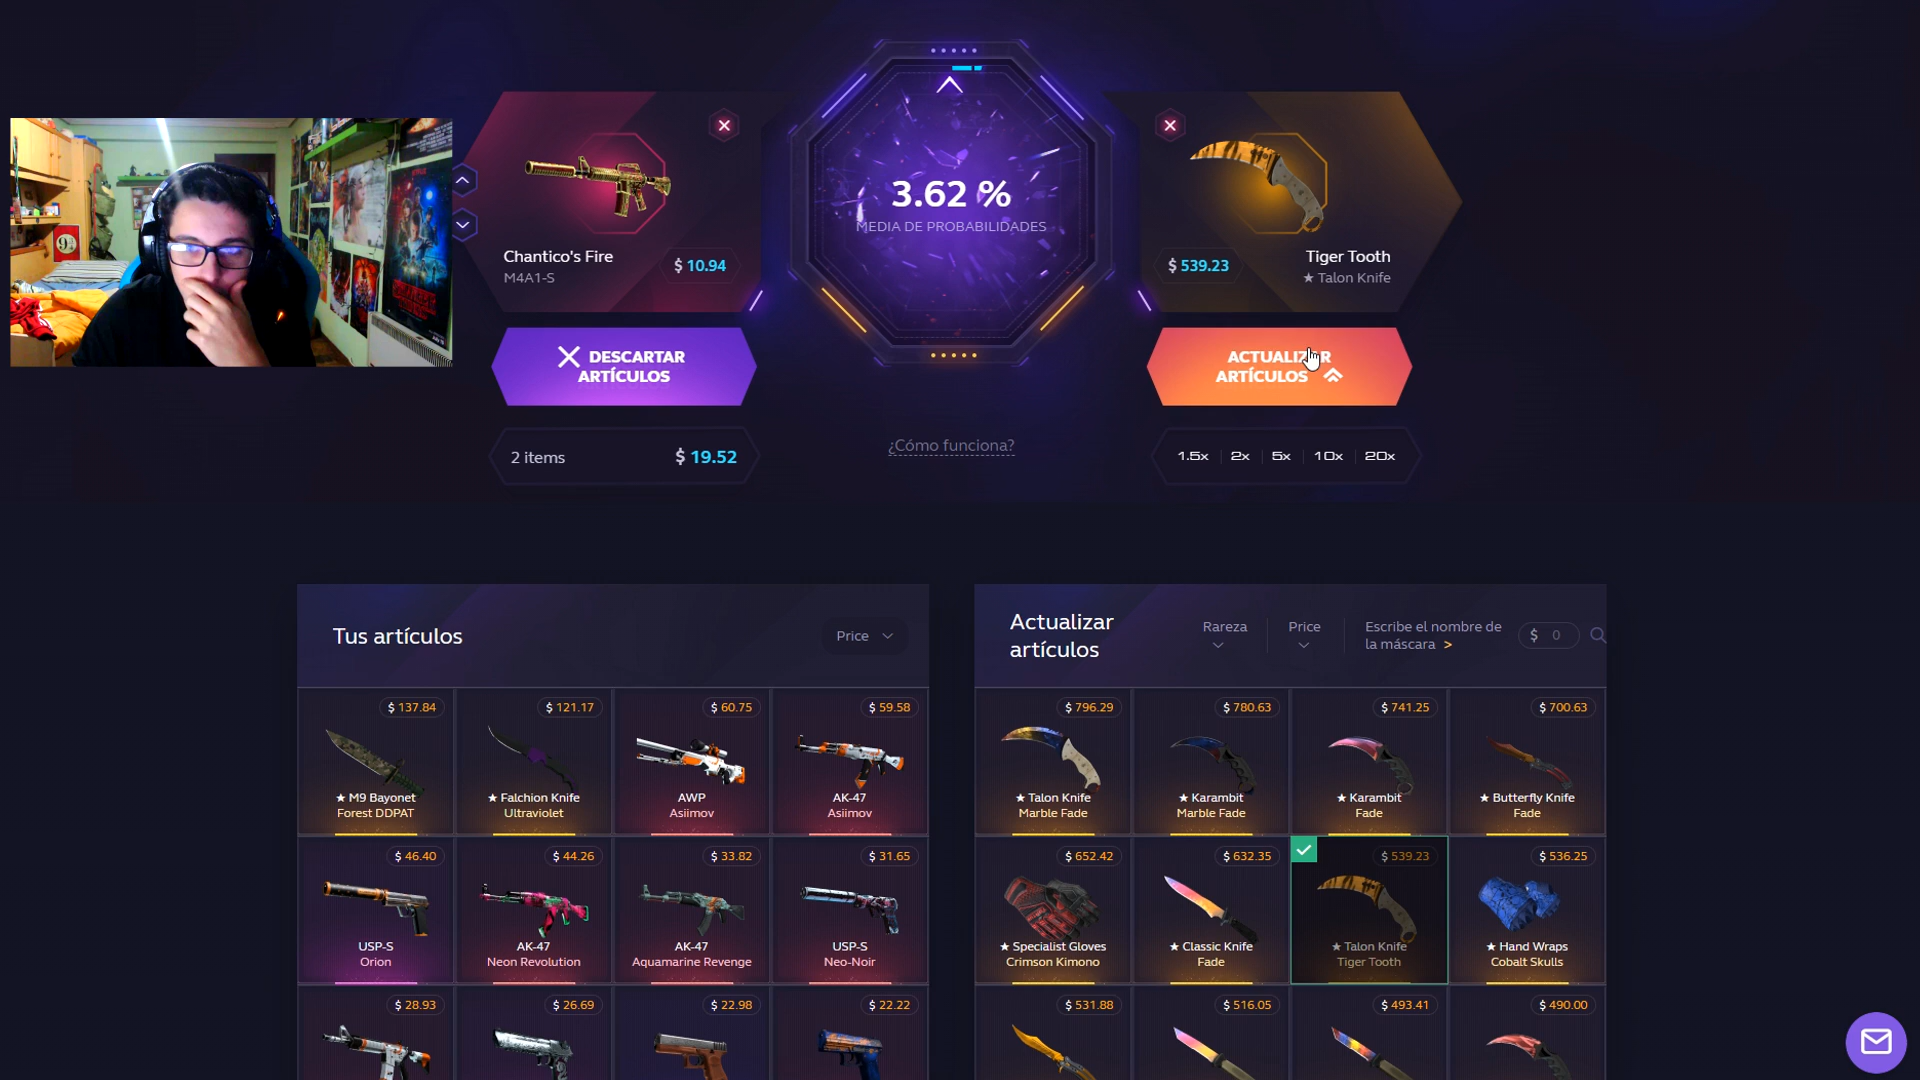 3.62 %
MEDIA DE PROBABILIDADES
Chantico's Fire
M4A1-S
$ 10.94
Tiger Tooth
★ Talon Knife
$ 539.23
DESCARTAR
ARTÍCULOS
ACTUALIZAR
ARTÍCULOS
2 items
$ 19.52
¿Cómo funciona?
1.5x 2x 5x 10x 20x
Tus artículos
Price
Actualizar
artículos
Rareza
Price
Escribe el nombre de
la máscara >
$ 0
$ 137.84
★ M9 Bayonet
Forest DDPAT
$ 121.17
★ Falchion Knife
Ultraviolet
$ 60.75
AWP
Asiimov
$ 59.58
AK-47
Asiimov
$ 46.40
USP-S
Orion
$ 44.26
AK-47
Neon Revolution
$ 33.82
AK-47
Aquamarine Revenge
$ 31.65
USP-S
Neo-Noir
$ 28.93
$ 26.69
$ 22.98
$ 22.22
$ 796.29
★ Talon Knife
Marble Fade
$ 780.63
★ Karambit
Marble Fade
$ 741.25
★ Karambit
Fade
$ 700.63
★ Butterfly Knife
Fade
$ 652.42
★ Specialist Gloves
Crimson Kimono
$ 632.35
★ Classic Knife
Fade
$ 539.23
★ Talon Knife
Tiger Tooth
$ 536.25
★ Hand Wraps
Cobalt Skulls
$ 531.88
$ 516.05
$ 493.41
$ 490.00